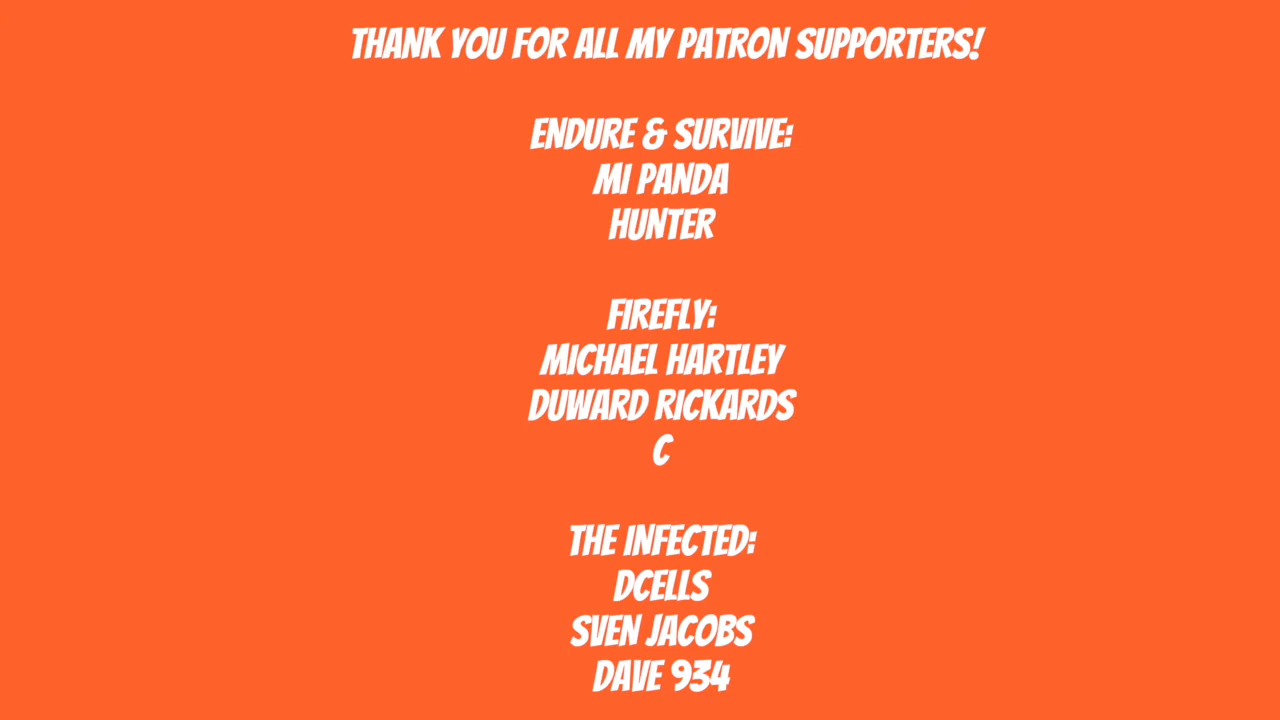 THANK YOU FOR ALL MY PATRON SUPPORTERS!
ENDURE & SURVIVE:
MI PANDA
HUNTER
FIREFLY:
MICHAEL HARTLEY
DUWARD RICKARDS
C
THE INFECTED:
DCELLS
SVEN JACOBS
DAVE 934